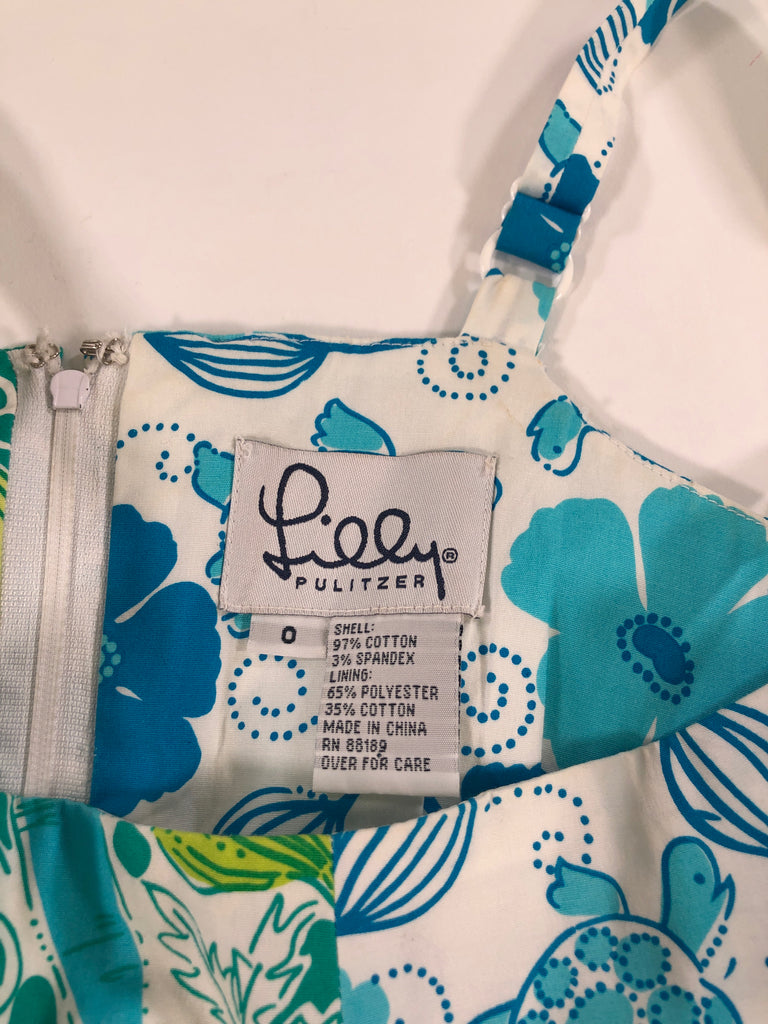 Lilly®
PULITZER
0
SHELL:
97% COTTON
3% SPANDEX
LINING:
65% POLYESTER
35% COTTON
MADE IN CHINA
RN 88189
OVER FOR CARE